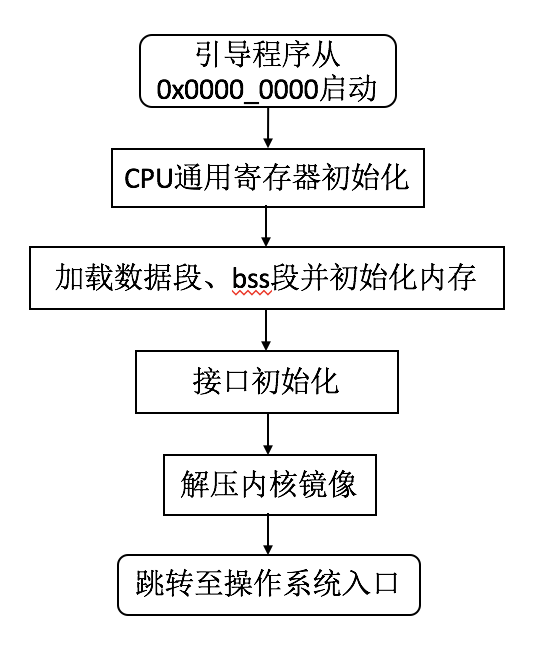 引导程序从
0x0000_0000启动
CPU通用寄存器初始化
加载数据段、bss段并初始化内存
接口初始化
解压内核镜像
跳转至操作系统入口